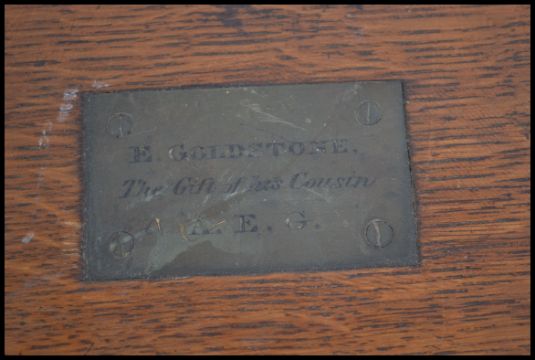 E. GOLDSTONE.
The Gift of his Cousin
A. E. G.